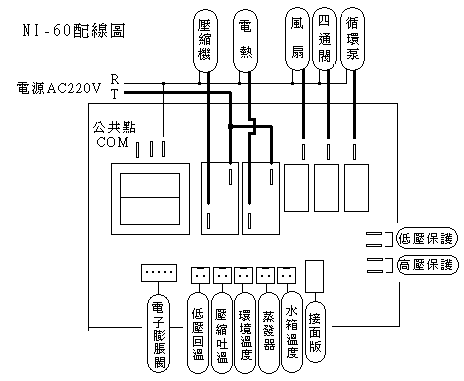 NI-60配線圖
壓縮機
電熱
風扇
四通閥
循環泵
電源AC220V
R
T
公共點
COM
低壓保護
高壓保護
電子膨脹閥
低壓回溫
壓縮吐溫
環境溫度
蒸發器
水箱溫度
接面版